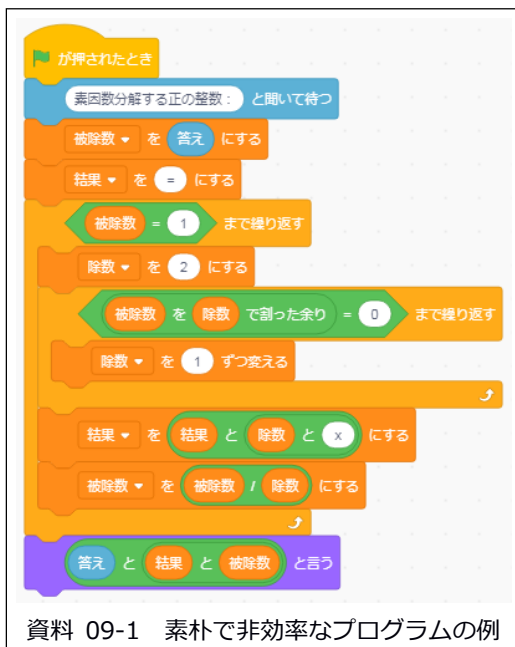 が押されたとき
素因数分解する正の整数： と聞いて待つ
被除数 を 答え にする
結果 を = にする
被除数 = 1 まで繰り返す
除数 を 2 にする
被除数 を 除数 で割った余り = 0 まで繰り返す
除数 を 1 ずつ変える
結果 を 結果 と 除数 と x にする
被除数 を 被除数 / 除数 にする
答え と 結果 と 被除数 と言う
資料 09-1 素朴で非効率なプログラムの例